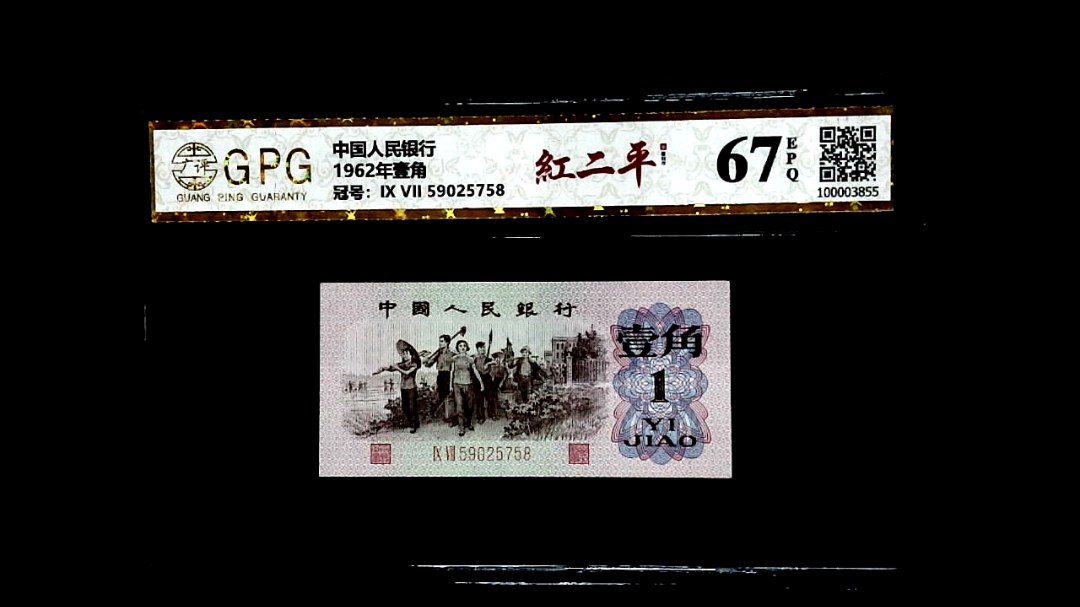 广评
GPG
GUANG PING GUARANTY
中国人民银行
1962年壹角
冠号：IX VII 59025758
紅二平
67
EPQ
100003855
中國人民銀行
壹角
1
YI
JIAO
IX VII 59025758